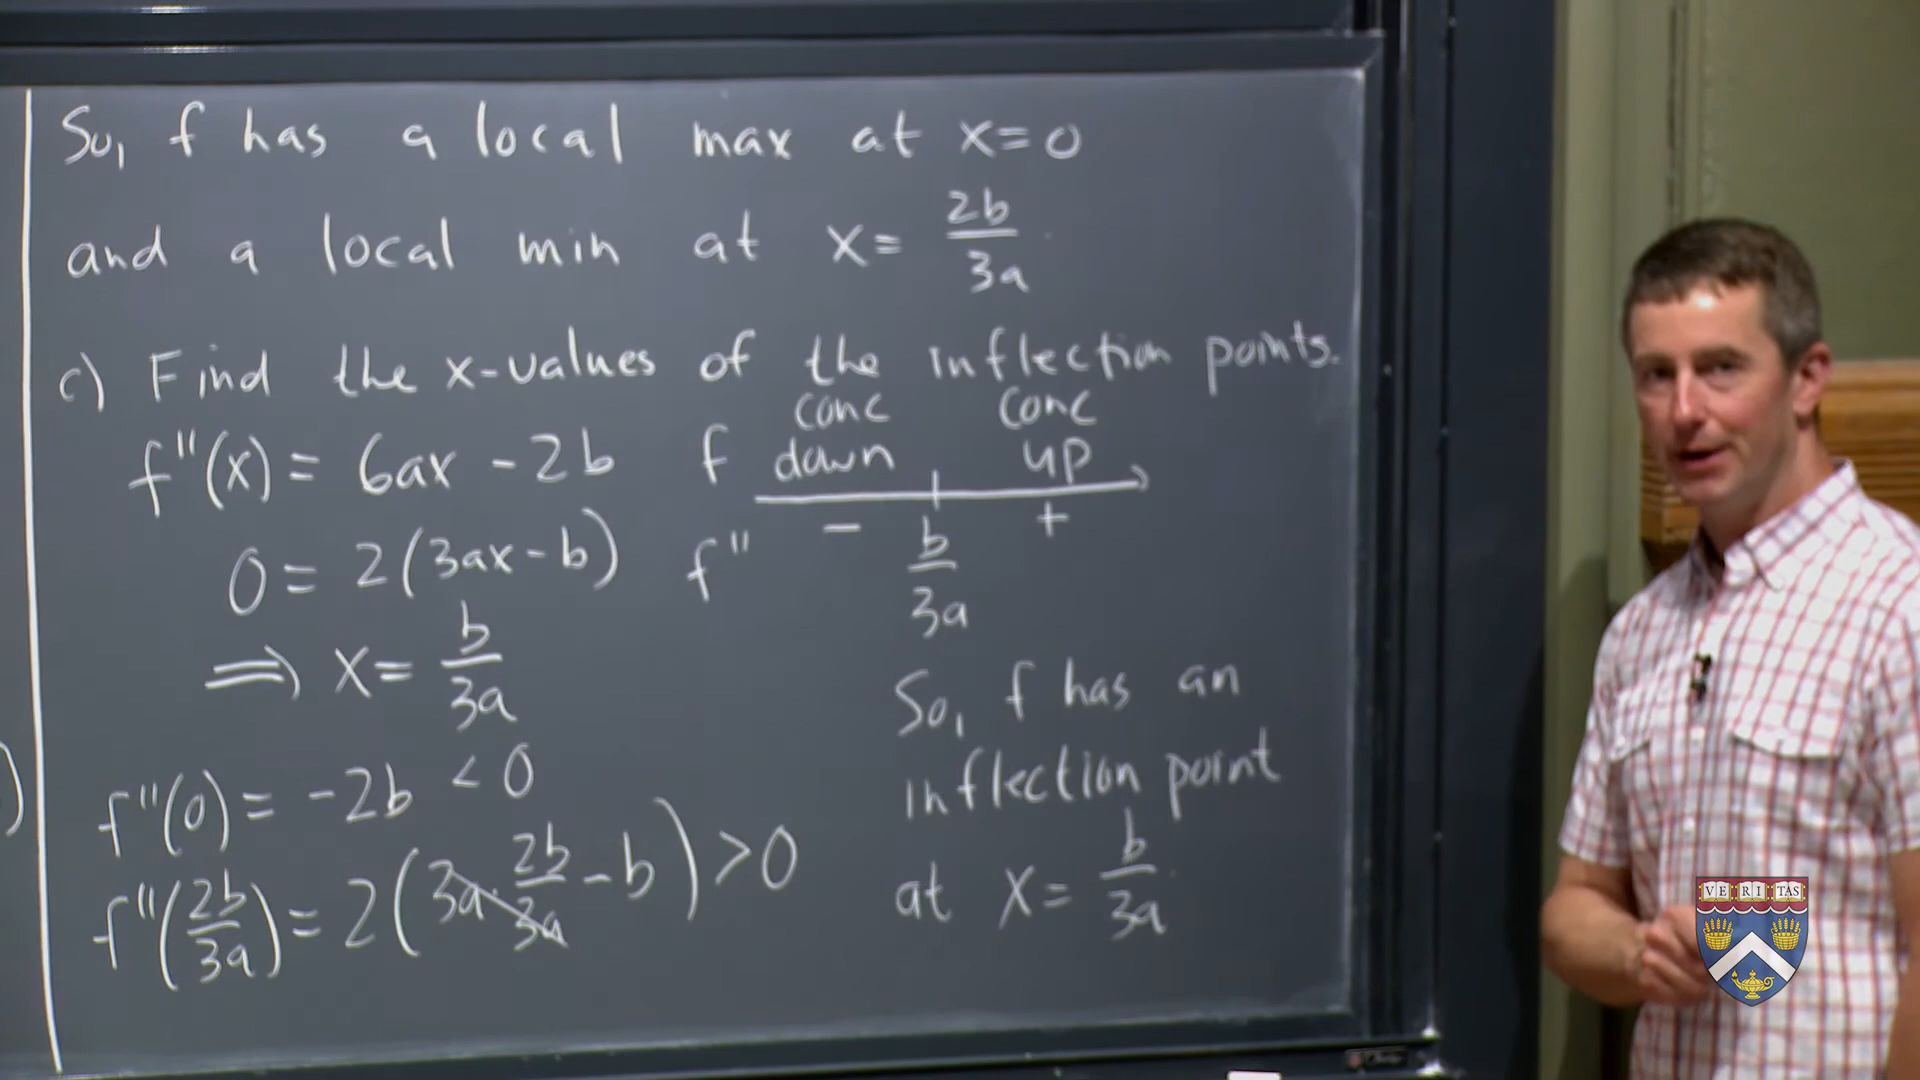 So, f has a local max at x=0
and a local min at x= 2b/3a
c) Find the x-values of the inflection points.
f''(x) = 6ax - 2b
0 = 2(3ax - b)
⇒ x= b/3a
f''(0) = -2b < 0
f''(2b/3a) = 2(3a · 2b/3a - b) > 0
f conc down conc up
f'' - b/3a +
So, f has an
inflection point
at x= b/3a
)
VE RI TAS